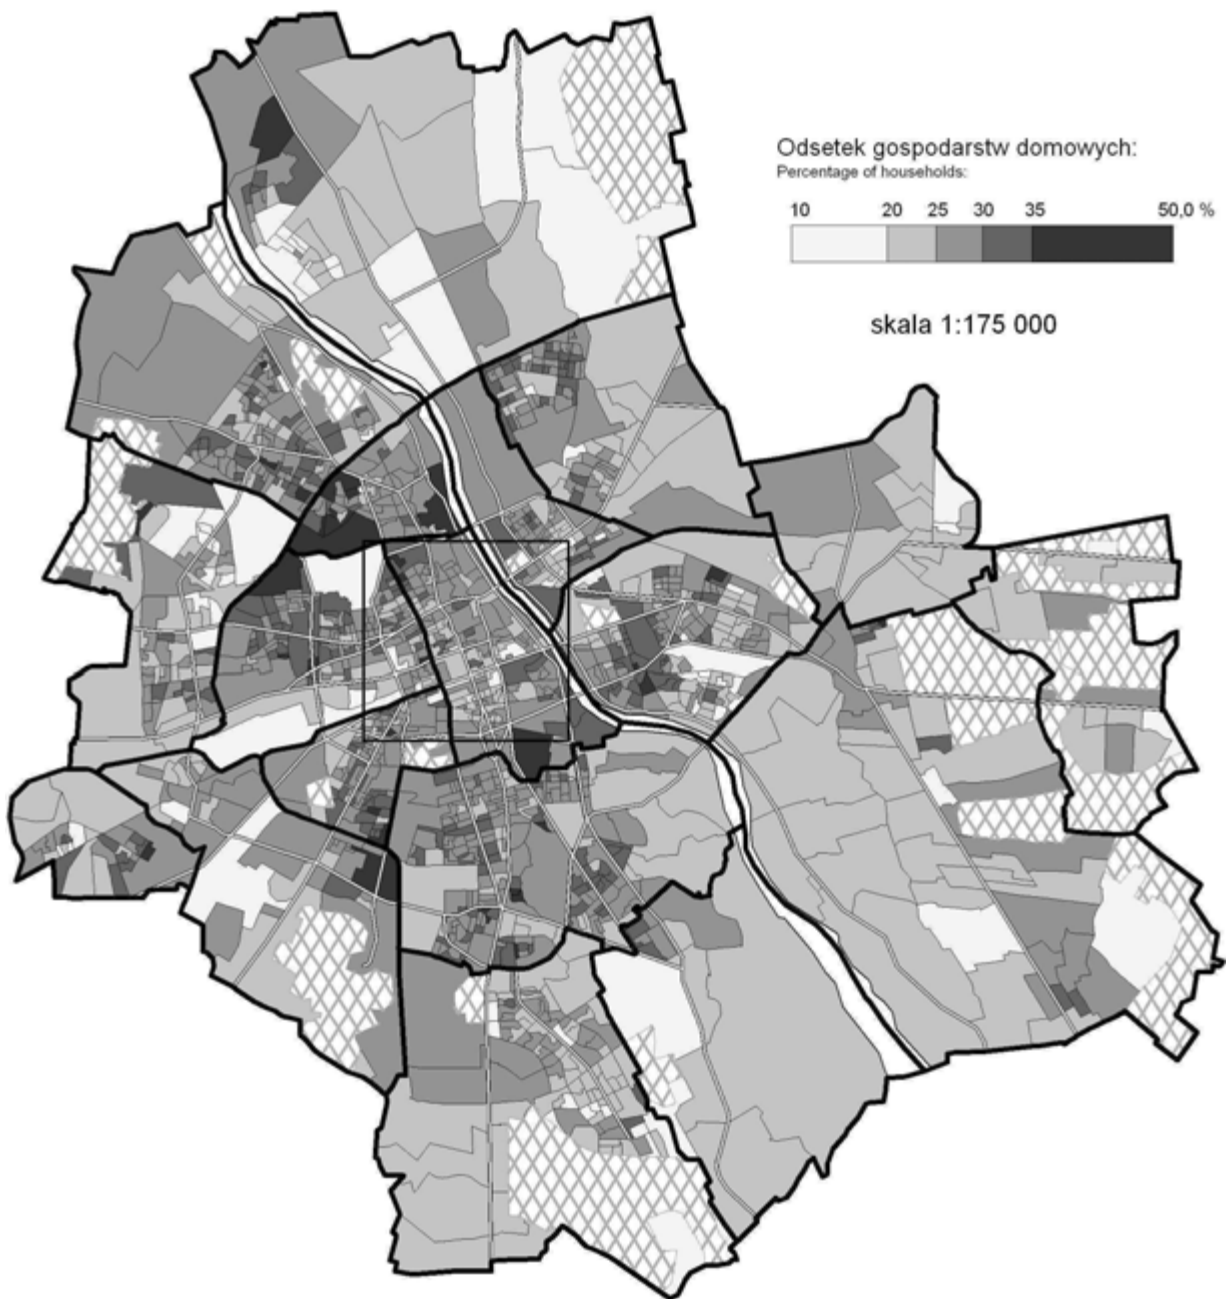 Odsetek gospodarstw domowych:
Percentage of households:
10 20 25 30 35 50,0 %
skala 1:175 000